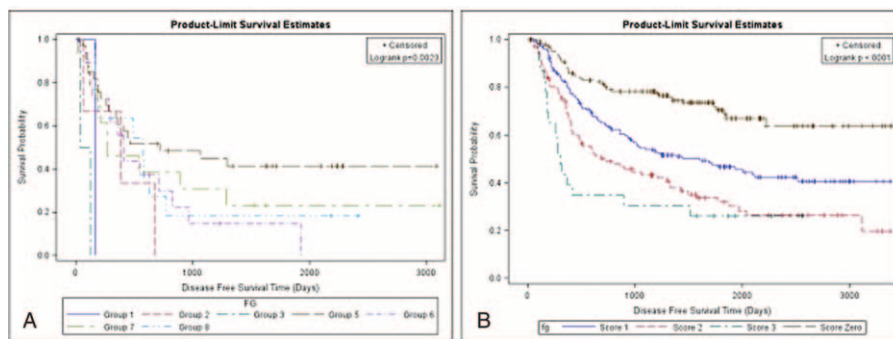 Product-Limit Survival Estimates
+ Censored
Logrank p=0.0023
1.0
0.8
0.6
0.4
0.2
0.0
Survival Probability
0 1000 2000 3000
Disease Free Survival Time (Days)
FG
Group 1 Group 2 Group 3 Group 5 Group 6
Group 7 Group 8
A
Product-Limit Survival Estimates
+ Censored
Logrank p <.0001
1.0
0.8
0.6
0.4
0.2
0.0
Survival Probability
0 1000 2000 3000
Disease Free Survival Time (Days)
fg Score 1 Score 2 Score 3 Score Zero
B